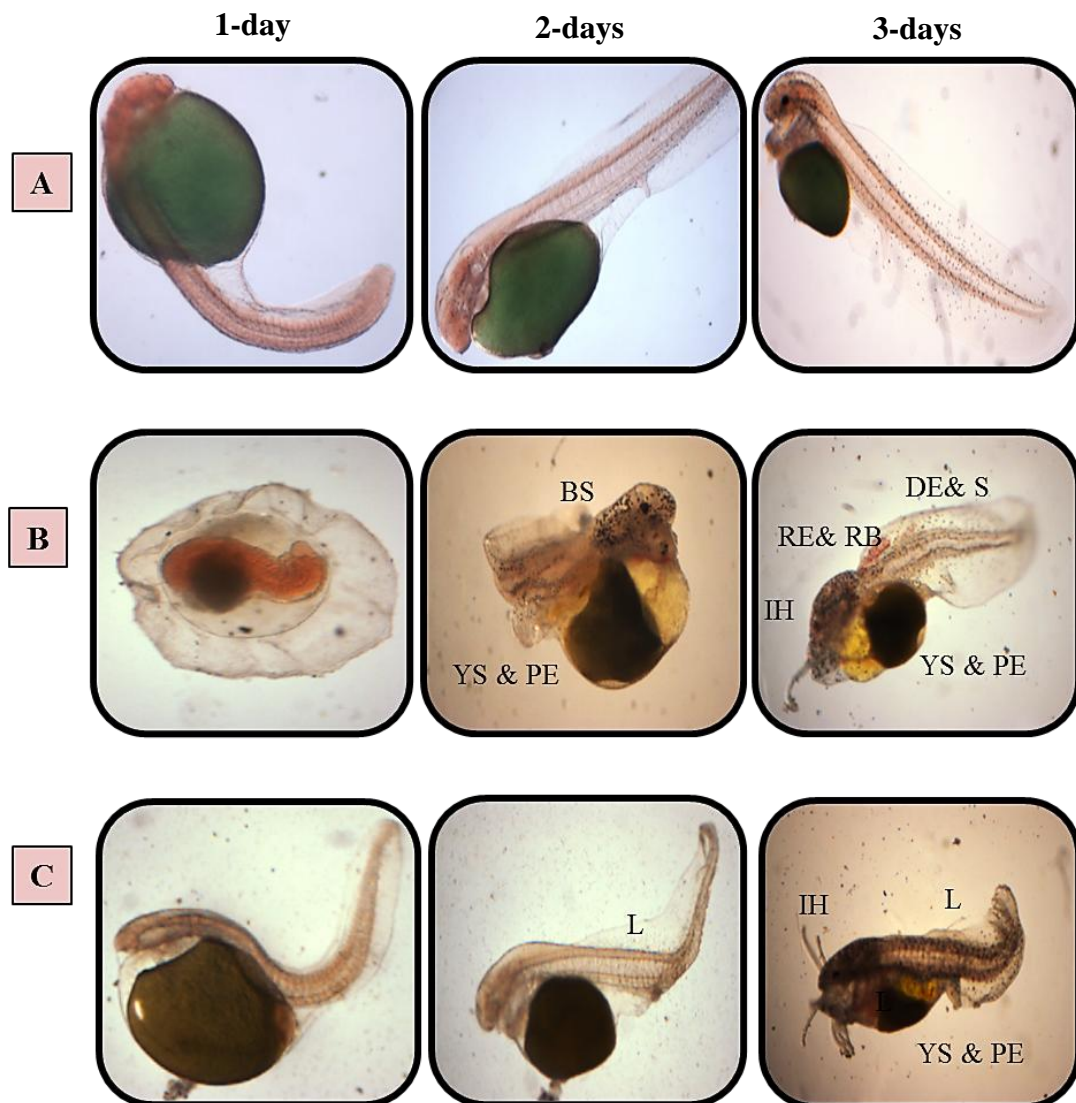 1-day 2-days 3-days
A
B
BS
YS & PE
DE& S
RE& RB
IH
YS & PE
C
L
IH
L
YS & PE